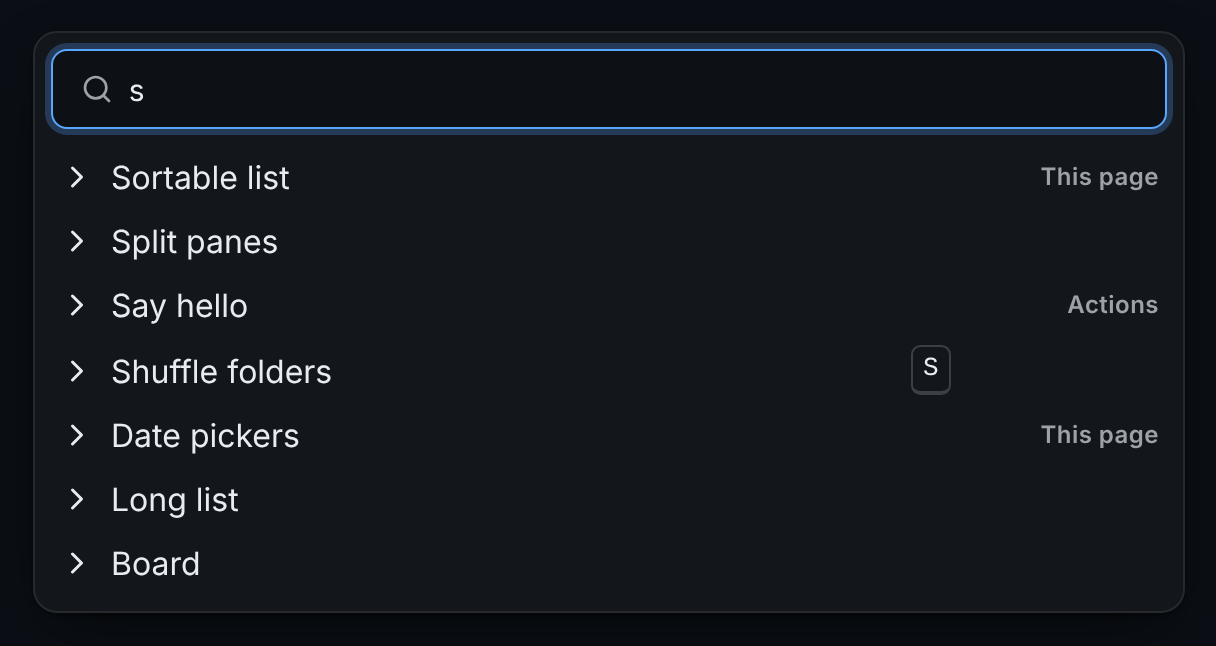 s
Sortable list This page
Split panes
Say hello Actions
Shuffle folders S
Date pickers This page
Long list
Board